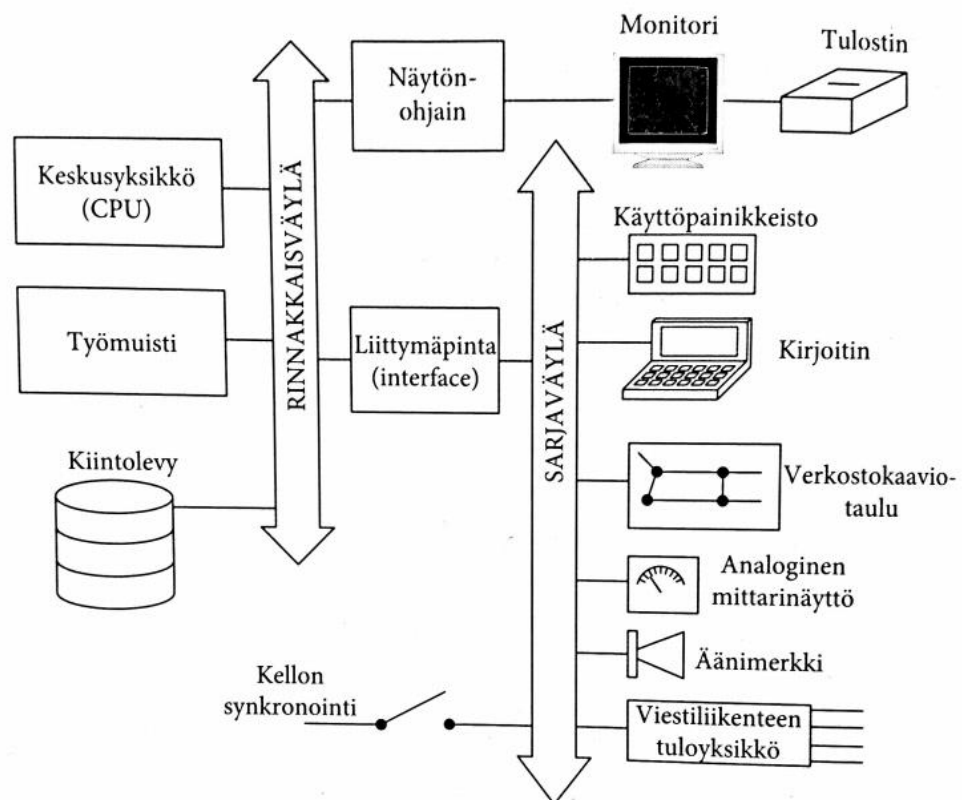 Monitori
Tulostin
Näytön-
ohjain
Keskusyksikkö
(CPU)
RINNAKKAISVÄYLÄ
Käyttöpainikkeisto
Työmuisti
Liittymäpinta
(interface)
SARJAVÄYLÄ
Kirjoitin
Kiintolevy
Verkostokaavio-
taulu
Analoginen
mittarinäyttö
Äänimerkki
Kellon
synkronointi
Viestiliikenteen
tuloyksikkö